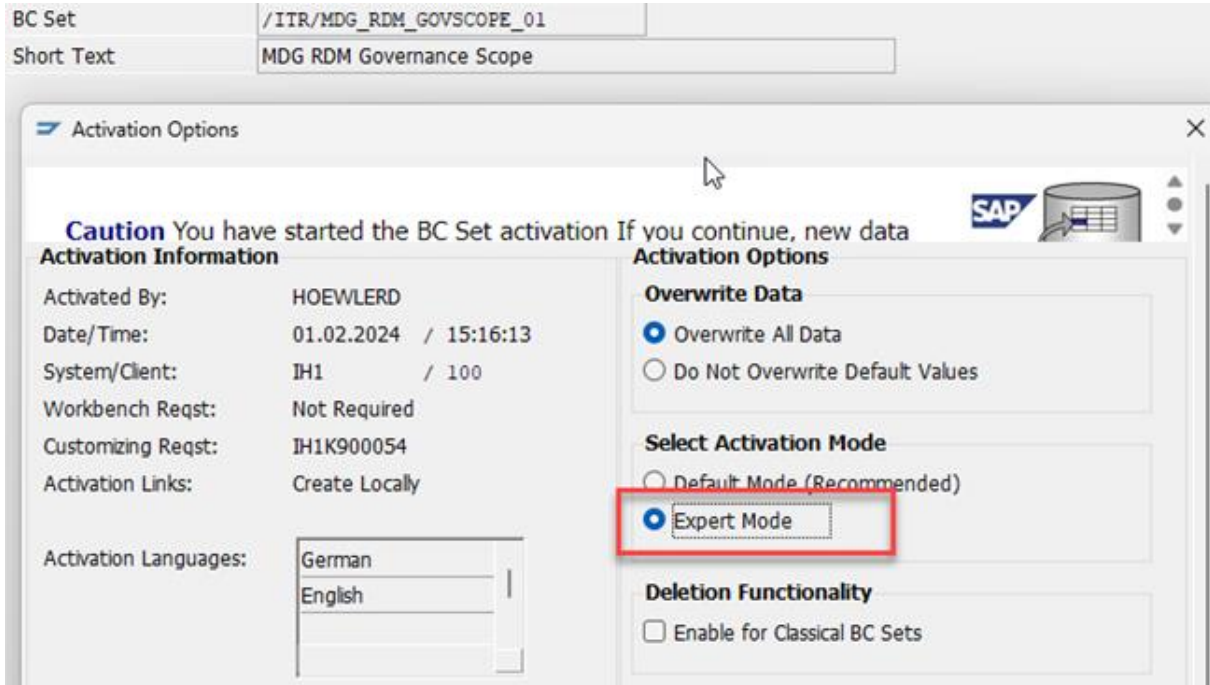 BC Set /ITR/MDG_RDM_GOVSCOPE_01
Short Text MDG RDM Governance Scope
Activation Options
Caution You have started the BC Set activation If you continue, new data
SAP
Activation Information
Activated By: HOEWLERD
Date/Time: 01.02.2024 / 15:16:13
System/Client: IH1 / 100
Workbench Reqst: Not Required
Customizing Reqst: IH1K900054
Activation Links: Create Locally
Activation Languages: German
English
Activation Options
Overwrite Data
Overwrite All Data
Do Not Overwrite Default Values
Select Activation Mode
Default Mode (Recommended)
Expert Mode
Deletion Functionality
Enable for Classical BC Sets